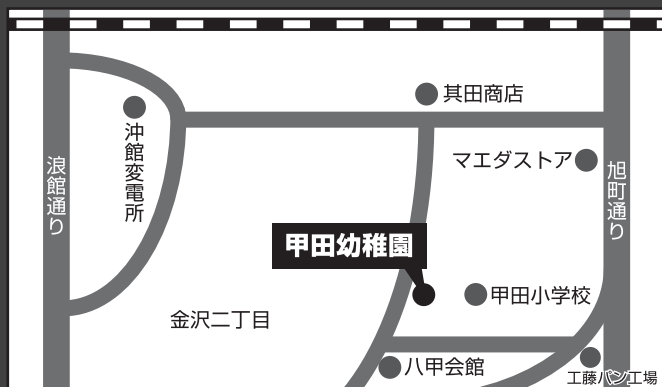 其田商店
沖館変電所
マエダストア
浪館通り
旭町通り
甲田幼稚園
甲田小学校
金沢二丁目
八甲会館
工藤パン工場